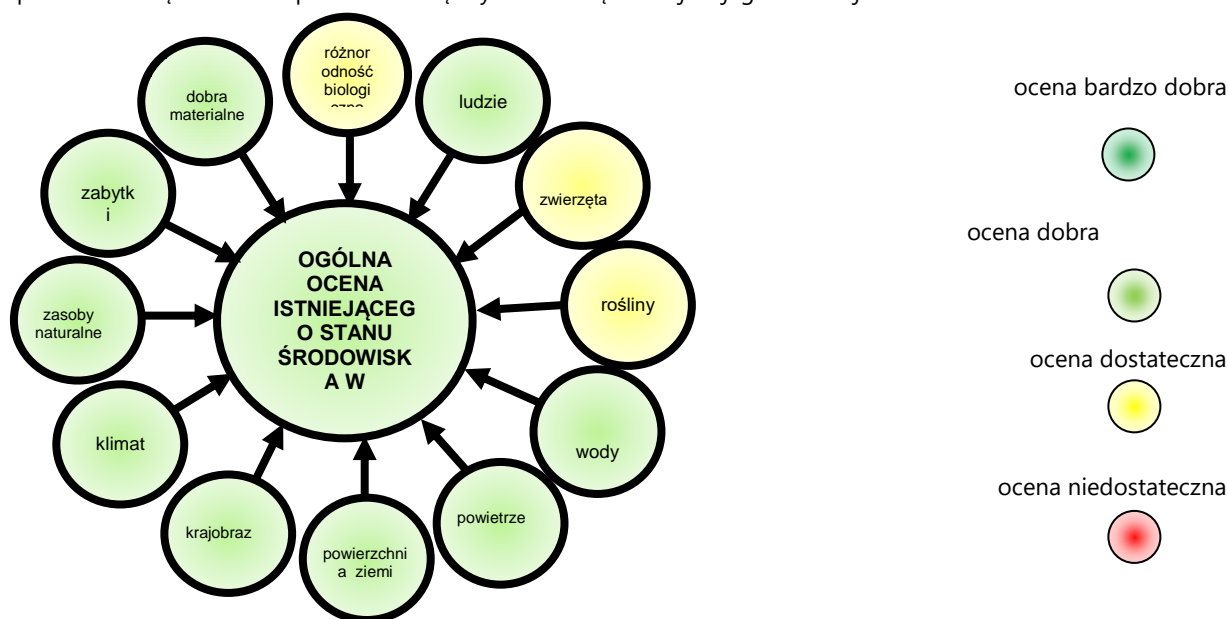 różnor
odność
biologi
ludzie
zwierzęta
rośliny
wody
powietrze
powierzchni
a ziemi
krajobraz
klimat
zasoby
naturalne
zabytk
i
dobra
materialne
OGÓLNA
OCENA
ISTNIEJĄCEG
O STANU
ŚRODOWISK
A W
ocena bardzo dobra
ocena dobra
ocena dostateczna
ocena niedostateczna